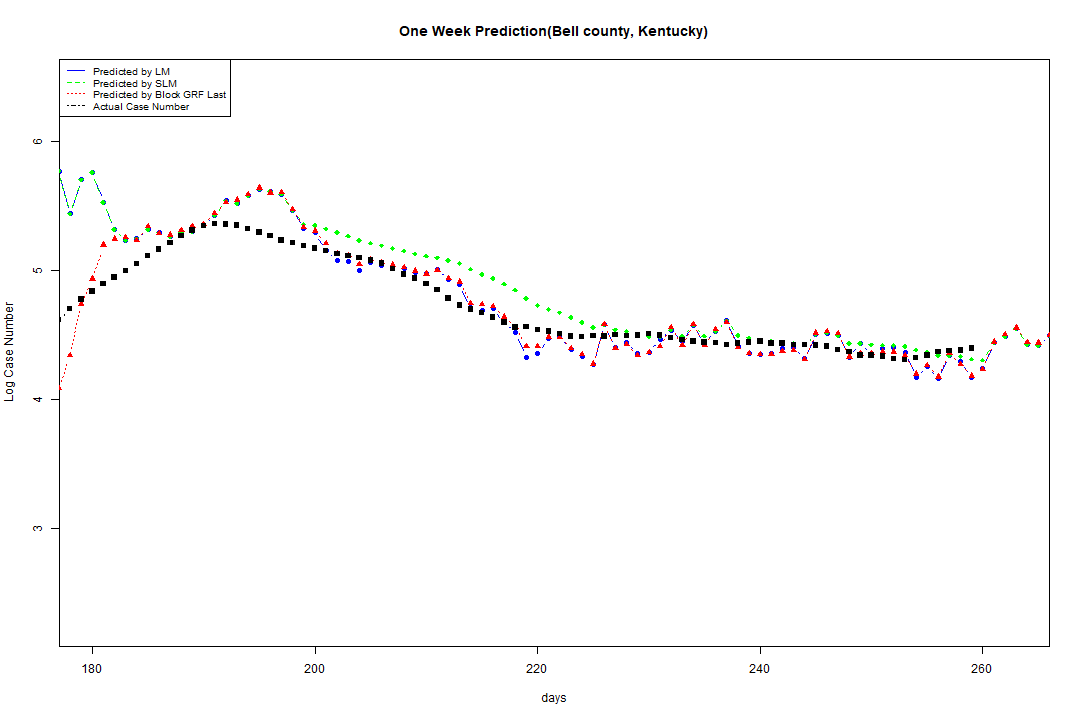 One Week Prediction(Bell county, Kentucky)
Predicted by LM
Predicted by SLM
Predicted by Block GRF Last
Actual Case Number
6
5
4
3
Log Case Number
180 200 220 240 260
days